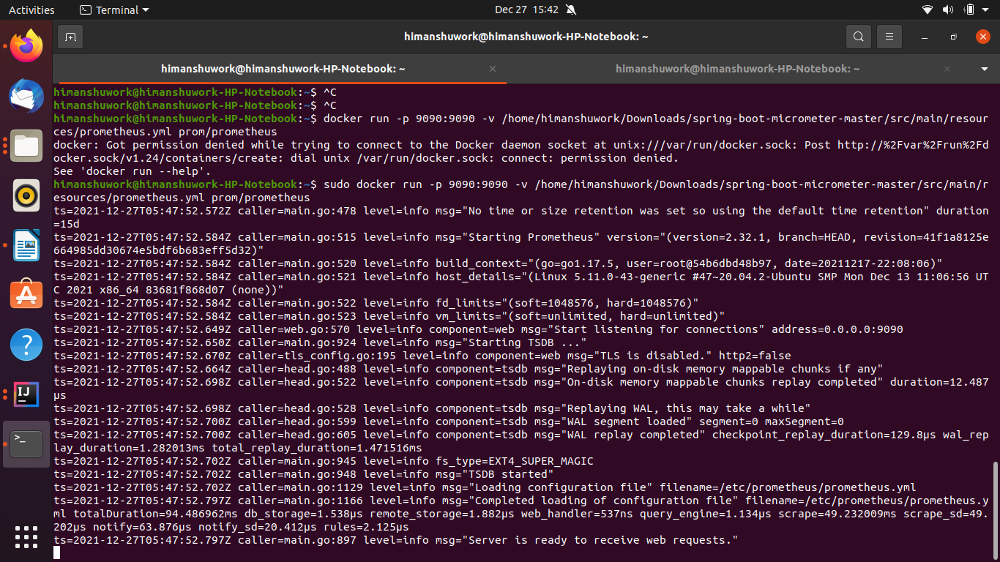 Activities
Terminal
Dec 27 15:42
himanshuwork@himanshuwork-HP-Notebook: ~
himanshuwork@himanshuwork-HP-Notebook: ~
himanshuwork@himanshuwork-HP-Notebook: ~
himanshuwork@himanshuwork-HP-Notebook:~$ ^C
himanshuwork@himanshuwork-HP-Notebook:~$ ^C
himanshuwork@himanshuwork-HP-Notebook:~$ docker run -p 9090:9090 -v /home/himanshuwork/Downloads/spring-boot-micrometer-master/src/main/resour
ces/prometheus.yml prom/prometheus
docker: Got permission denied while trying to connect to the Docker daemon socket at unix:///var/run/docker.sock: Post http://%2Fvar%2Frun%2Fd
ocker.sock/v1.24/containers/create: dial unix /var/run/docker.sock: connect: permission denied.
See 'docker run --help'.
himanshuwork@himanshuwork-HP-Notebook:~$ sudo docker run -p 9090:9090 -v /home/himanshuwork/Downloads/spring-boot-micrometer-master/src/main/r
esources/prometheus.yml prom/prometheus
ts=2021-12-27T05:47:52.572Z caller=main.go:478 level=info msg="No time or size retention was set so using the default time retention" duration
=15d
ts=2021-12-27T05:47:52.584Z caller=main.go:515 level=info msg="Starting Prometheus" version="(version=2.32.1, branch=HEAD, revision=41f1a8125e
664985dd30674e5bdf6b683eff5d32)"
ts=2021-12-27T05:47:52.584Z caller=main.go:520 level=info build_context="(go=go1.17.5, user=root@54b6dbd48b97, date=20211217-22:08:06)"
ts=2021-12-27T05:47:52.584Z caller=main.go:521 level=info host_details="(Linux 5.11.0-43-generic #47~20.04.2-Ubuntu SMP Mon Dec 13 11:06:56 UT
C 2021 x86_64 83681f868d07 (none))"
ts=2021-12-27T05:47:52.584Z caller=main.go:522 level=info fd_limits="(soft=1048576, hard=1048576)"
ts=2021-12-27T05:47:52.584Z caller=main.go:523 level=info vm_limits="(soft=unlimited, hard=unlimited)"
ts=2021-12-27T05:47:52.649Z caller=web.go:570 level=info component=web msg="Start listening for connections" address=0.0.0.0:9090
ts=2021-12-27T05:47:52.650Z caller=main.go:924 level=info msg="Starting TSDB ..."
ts=2021-12-27T05:47:52.670Z caller=tls_config.go:195 level=info component=web msg="TLS is disabled." http2=false
ts=2021-12-27T05:47:52.664Z caller=head.go:488 level=info component=tsdb msg="Replaying on-disk memory mappable chunks if any"
ts=2021-12-27T05:47:52.698Z caller=head.go:522 level=info component=tsdb msg="On-disk memory mappable chunks replay completed" duration=12.487
µs
ts=2021-12-27T05:47:52.698Z caller=head.go:528 level=info component=tsdb msg="Replaying WAL, this may take a while"
ts=2021-12-27T05:47:52.700Z caller=head.go:599 level=info component=tsdb msg="WAL segment loaded" segment=0 maxSegment=0
ts=2021-12-27T05:47:52.700Z caller=head.go:605 level=info component=tsdb msg="WAL replay completed" checkpoint_replay_duration=129.8µs wal_rep
lay_duration=1.282013ms total_replay_duration=1.471516ms
ts=2021-12-27T05:47:52.702Z caller=main.go:945 level=info fs_type=EXT4_SUPER_MAGIC
ts=2021-12-27T05:47:52.702Z caller=main.go:948 level=info msg="TSDB started"
ts=2021-12-27T05:47:52.702Z caller=main.go:1129 level=info msg="Loading configuration file" filename=/etc/prometheus/prometheus.yml
ts=2021-12-27T05:47:52.797Z caller=main.go:1166 level=info msg="Completed loading of configuration file" filename=/etc/prometheus/prometheus.y
ml totalDuration=94.486962ms db_storage=1.538µs remote_storage=1.882µs web_handler=537ns query_engine=1.134µs scrape=49.232009ms scrape_sd=49.
202µs notify=63.876µs notify_sd=20.412µs rules=2.125µs
ts=2021-12-27T05:47:52.797Z caller=main.go:897 level=info msg="Server is ready to receive web requests."
IJ
>_